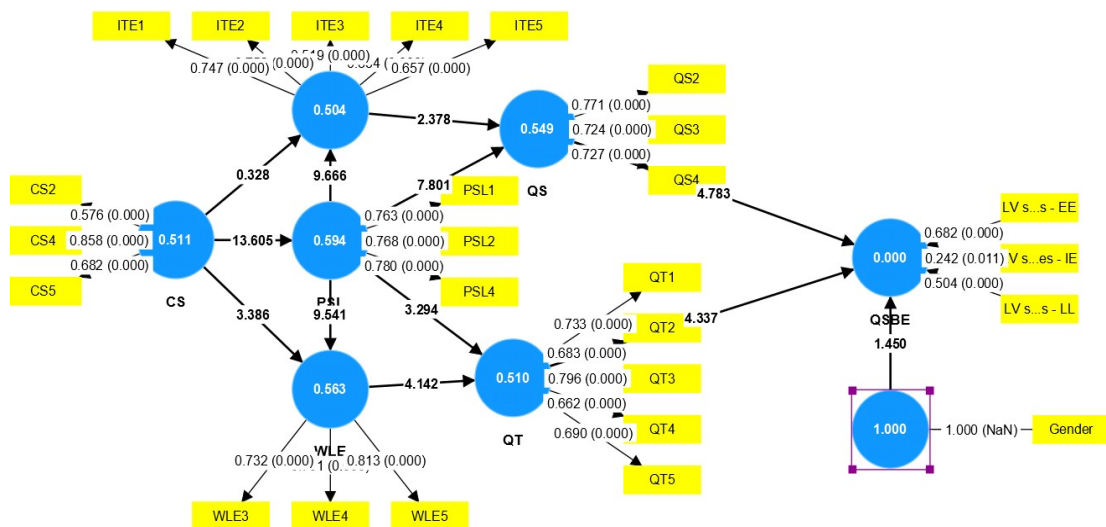 ITE1
ITE2
ITE3
ITE4
ITE5
0.747 (0.000)
0.657 (0.000)
0.504
2.378
0.549
QS
0.771 (0.000)
0.724 (0.000)
0.727 (0.000)
QS2
QS3
QS4
0.328
9.666
7.801
4.783
CS2
CS4
CS5
0.576 (0.000)
0.858 (0.000)
0.682 (0.000)
0.511
CS
13.605
0.594
PSL
0.763 (0.000)
0.768 (0.000)
0.780 (0.000)
PSL1
PSL2
PSL4
3.386
9.541
3.294
0.563
WLE
4.142
0.510
QT
0.733 (0.000)
0.683 (0.000)
0.796 (0.000)
0.662 (0.000)
0.690 (0.000)
QT1
QT2
QT3
QT4
QT5
4.337
0.000
QSBE
0.682 (0.000)
0.242 (0.011)
0.504 (0.000)
LV s...s - EE
V s...es - IE
LV s...s - LL
1.450
1.000
1.000 (NaN)
Gender
0.732 (0.000)
0.813 (0.000)
WLE3
WLE4
WLE5